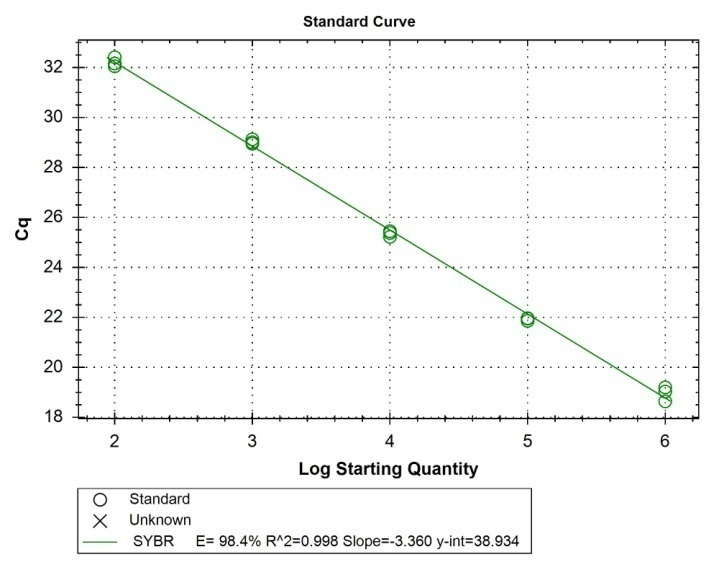 Standard Curve
32
30
28
26
24
22
20
18
Cq
2 3 4 5 6
Log Starting Quantity
Standard
Unknown
SYBR E= 98.4% R^2=0.998 Slope=-3.360 y-int=38.934